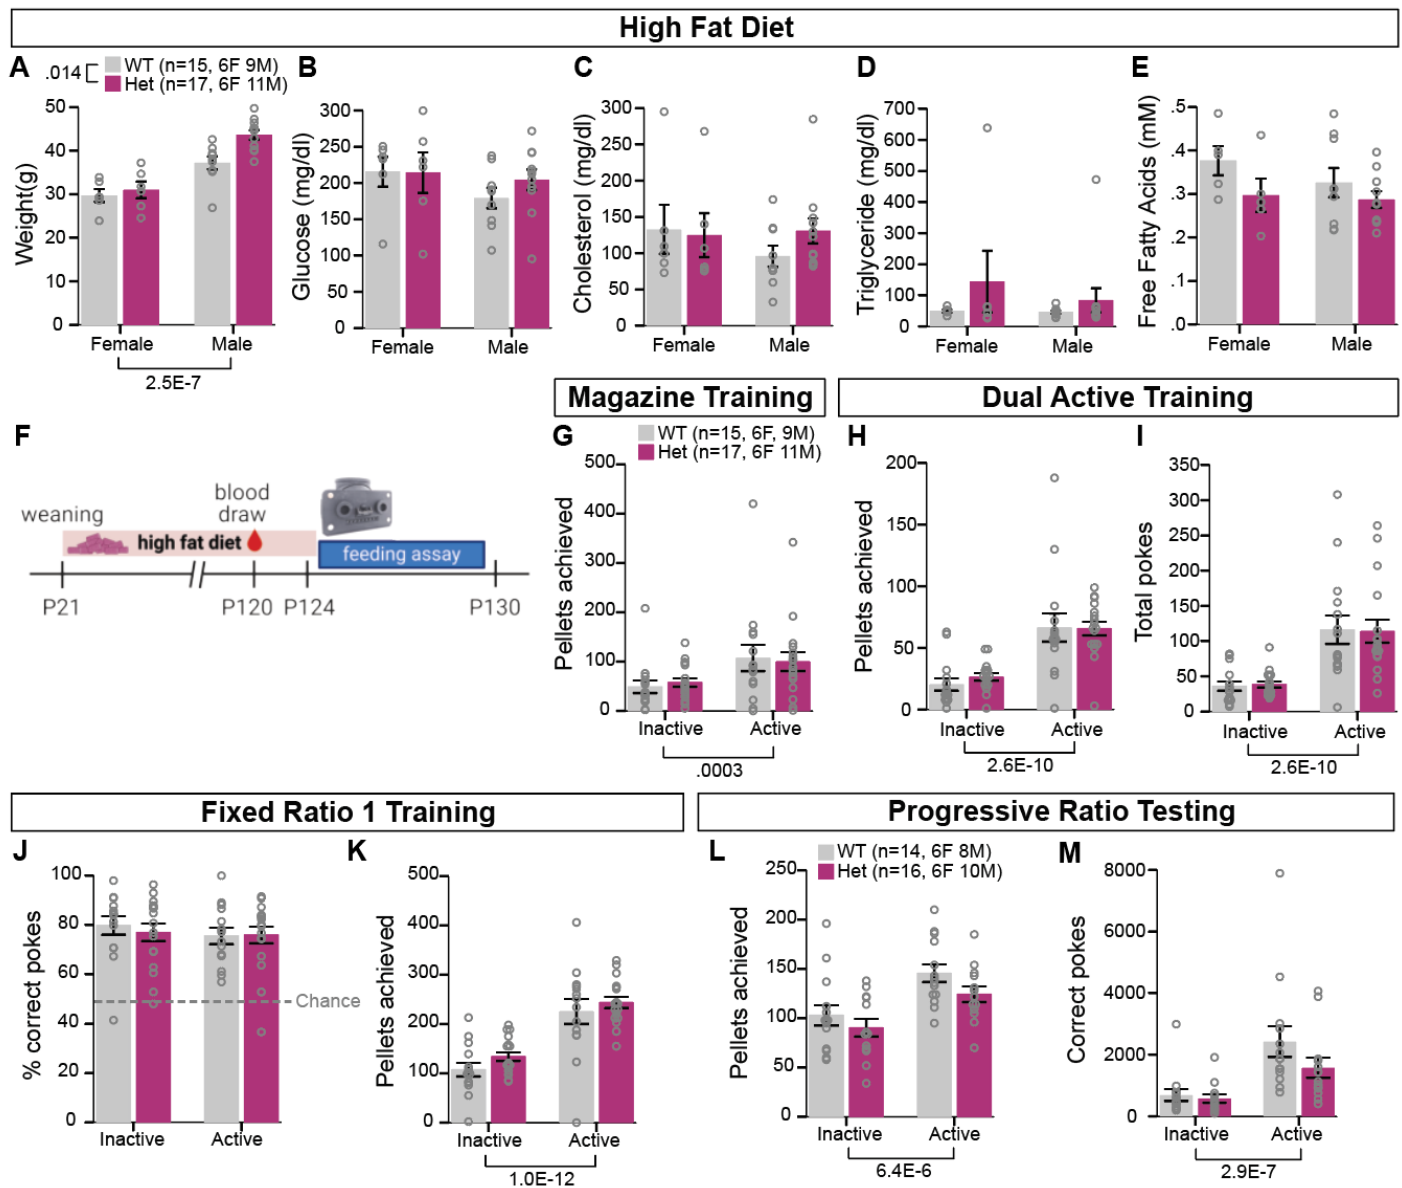 High Fat Diet
A
.014
WT (n=15, 6F 9M)
Het (n=17, 6F 11M)
Weight(g)
50
40
30
20
10
0
Female
Male
2.5E-7
B
Glucose (mg/dl)
300
250
200
150
100
50
0
Female
Male
C
Cholesterol (mg/dl)
300
250
200
150
100
50
0
Female
Male
D
Triglyceride (mg/dl)
700
600
500
400
300
200
100
0
Female
Male
E
Free Fatty Acids (mM)
.5
.4
.3
.2
.1
.0
Female
Male
F
weaning
blood
draw
high fat diet
feeding assay
P21
P120
P124
P130
Magazine Training
G
WT (n=15, 6F, 9M)
Het (n=17, 6F 11M)
Pellets achieved
500
400
300
200
100
0
Inactive
Active
.0003
Dual Active Training
H
Pellets achieved
200
150
100
50
0
Inactive
Active
2.6E-10
I
Total pokes
350
300
250
200
150
100
50
0
Inactive
Active
2.6E-10
Fixed Ratio 1 Training
J
% correct pokes
100
80
60
40
20
0
Chance
Inactive
Active
K
Pellets achieved
500
400
300
200
100
0
Inactive
Active
1.0E-12
Progressive Ratio Testing
L
WT (n=14, 6F 8M)
Het (n=16, 6F 10M)
Pellets achieved
250
200
150
100
50
0
Inactive
Active
6.4E-6
M
Correct pokes
8000
6000
4000
2000
0
Inactive
Active
2.9E-7